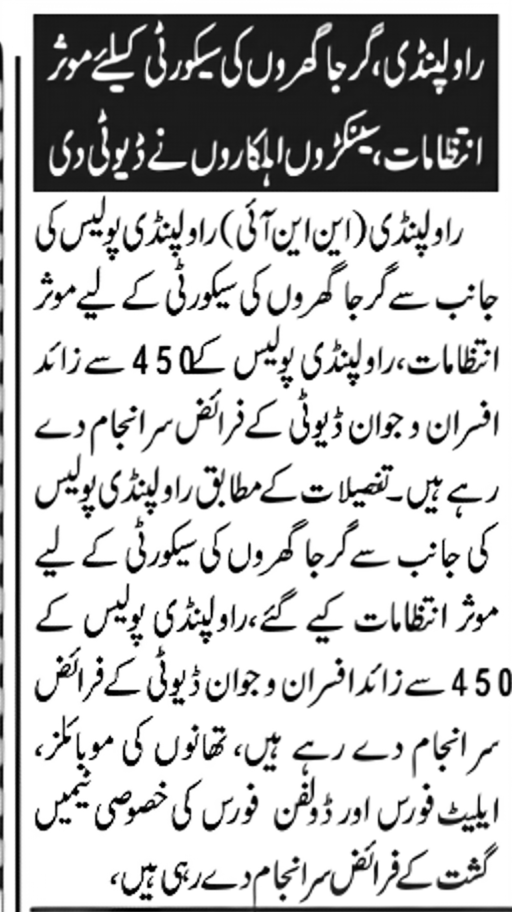 راولپنڈی، گرجا گھروں کی سیکورٹی کیلئے موثر
انتظامات، سینکڑوں اہلکاروں نے ڈیوٹی دی
راولپنڈی (این این آئی) راولپنڈی پولیس کی
جانب سے گرجا گھروں کی سیکورٹی کے لیے موثر
انتظامات، راولپنڈی پولیس کے 450 سے زائد
افسران و جوان ڈیوٹی کے فرائض سرانجام دے
رہے ہیں۔ تفصیلات کے مطابق راولپنڈی پولیس
کی جانب سے گرجا گھروں کی سیکورٹی کے لیے
موثر انتظامات کیے گئے، راولپنڈی پولیس کے
450 سے زائد افسران و جوان ڈیوٹی کے فرائض
سرانجام دے رہے ہیں، تھانوں کی موبائلز،
ایلیٹ فورس اور ڈولفن فورس کی خصوصی ٹیمیں
گشت کے فرائض سرانجام دے رہی ہیں،